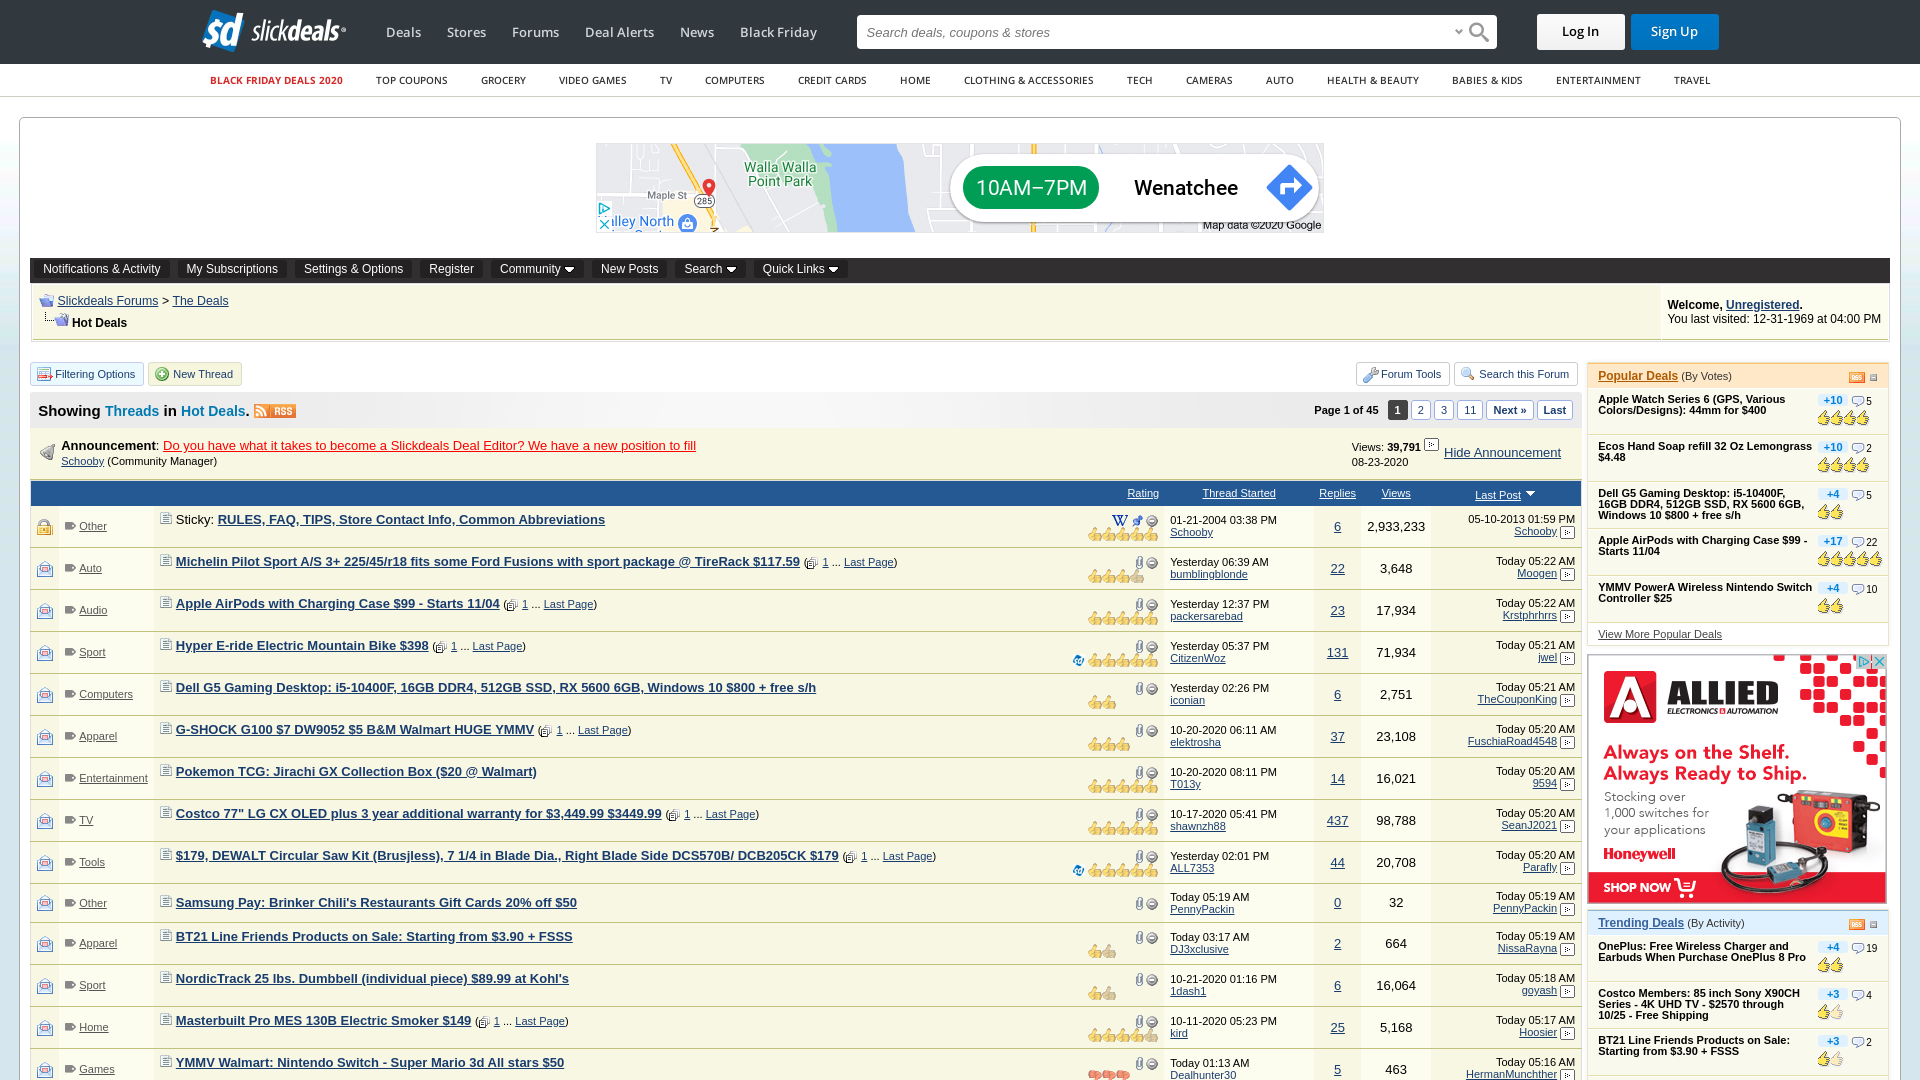 slickdeals
Deals Stores Forums Deal Alerts News Black Friday
Search deals, coupons & stores
Log In Sign Up
BLACK FRIDAY DEALS 2020 TOP COUPONS GROCERY VIDEO GAMES TV COMPUTERS CREDIT CARDS HOME CLOTHING & ACCESSORIES TECH CAMERAS AUTO HEALTH & BEAUTY BABIES & KIDS ENTERTAINMENT TRAVEL
Walla Walla
Point Park
Maple St
285
lley North
10AM–7PM Wenatchee
Map data ©2020 Google
Notifications & Activity My Subscriptions Settings & Options Register Community New Posts Search Quick Links
Slickdeals Forums > The Deals
Hot Deals
Welcome, Unregistered.
You last visited: 12-31-1969 at 04:00 PM
Filtering Options New Thread
Forum Tools Search this Forum
Showing Threads in Hot Deals. RSS
Page 1 of 45 1 2 3 11 Next » Last
Announcement: Do you have what it takes to become a Slickdeals Deal Editor? We have a new position to fill
Schooby (Community Manager)
Views: 39,791
08-23-2020
Hide Announcement
Rating Thread Started Replies Views Last Post
Other Sticky: RULES, FAQ, TIPS, Store Contact Info, Common Abbreviations W 01-21-2004 03:38 PM Schooby 6 2,933,233 05-10-2013 01:59 PM Schooby
Auto Michelin Pilot Sport A/S 3+ 225/45/r18 fits some Ford Fusions with sport package @ TireRack $117.59 (1 ... Last Page) Yesterday 06:39 AM bumblingblonde 22 3,648 Today 05:22 AM Moogen
Audio Apple AirPods with Charging Case $99 - Starts 11/04 (1 ... Last Page) Yesterday 12:37 PM packersarebad 23 17,934 Today 05:22 AM Krstphrhrrs
Sport Hyper E-ride Electric Mountain Bike $398 (1 ... Last Page) Yesterday 05:37 PM CitizenWoz 131 71,934 Today 05:21 AM jwel
Computers Dell G5 Gaming Desktop: i5-10400F, 16GB DDR4, 512GB SSD, RX 5600 6GB, Windows 10 $800 + free s/h Yesterday 02:26 PM iconian 6 2,751 Today 05:21 AM TheCouponKing
Apparel G-SHOCK G100 $7 DW9052 $5 B&M Walmart HUGE YMMV (1 ... Last Page) 10-20-2020 06:11 AM elektrosha 37 23,108 Today 05:20 AM FuschiaRoad4548
Entertainment Pokemon TCG: Jirachi GX Collection Box ($20 @ Walmart) 10-20-2020 08:11 PM T013y 14 16,021 Today 05:20 AM 9594
TV Costco 77" LG CX OLED plus 3 year additional warranty for $3,449.99 $3449.99 (1 ... Last Page) 10-17-2020 05:41 PM shawnzh88 437 98,788 Today 05:20 AM SeanJ2021
Tools $179, DEWALT Circular Saw Kit (Brusjless), 7 1/4 in Blade Dia., Right Blade Side DCS570B/ DCB205CK $179 (1 ... Last Page) Yesterday 02:01 PM ALL7353 44 20,708 Today 05:20 AM Parafly
Other Samsung Pay: Brinker Chili's Restaurants Gift Cards 20% off $50 Today 05:19 AM PennyPackin 0 32 Today 05:19 AM PennyPackin
Apparel BT21 Line Friends Products on Sale: Starting from $3.90 + FSSS Today 03:17 AM DJ3xclusive 2 664 Today 05:19 AM NissaRayna
Sport NordicTrack 25 lbs. Dumbbell (individual piece) $89.99 at Kohl's 10-21-2020 01:16 PM 1dash1 6 16,064 Today 05:18 AM goyash
Home Masterbuilt Pro MES 130B Electric Smoker $149 (1 ... Last Page) 10-11-2020 05:23 PM kird 25 5,168 Today 05:17 AM Hoosier
Games YMMV Walmart: Nintendo Switch - Super Mario 3d All stars $50 Today 01:13 AM Dealhunter30 5 463 Today 05:16 AM HermanMunchther
Popular Deals (By Votes) RSS
Apple Watch Series 6 (GPS, Various
Colors/Designs): 44mm for $400
+10 5
Ecos Hand Soap refill 32 Oz Lemongrass
$4.48
+10 2
Dell G5 Gaming Desktop: i5-10400F,
16GB DDR4, 512GB SSD, RX 5600 6GB,
Windows 10 $800 + free s/h
+4 5
Apple AirPods with Charging Case $99 -
Starts 11/04
+17 22
YMMV PowerA Wireless Nintendo Switch
Controller $25
+4 10
View More Popular Deals
ALLIED
ELECTRONICS & AUTOMATION
Always on the Shelf.
Always Ready to Ship.
Stocking over
1,000 switches for
your applications
Honeywell
SHOP NOW
Trending Deals (By Activity) RSS
OnePlus: Free Wireless Charger and
Earbuds When Purchase OnePlus 8 Pro
+4 19
Costco Members: 85 inch Sony X90CH
Series - 4K UHD TV - $2570 through
10/25 - Free Shipping
+3 4
BT21 Line Friends Products on Sale:
Starting from $3.90 + FSSS
+3 2